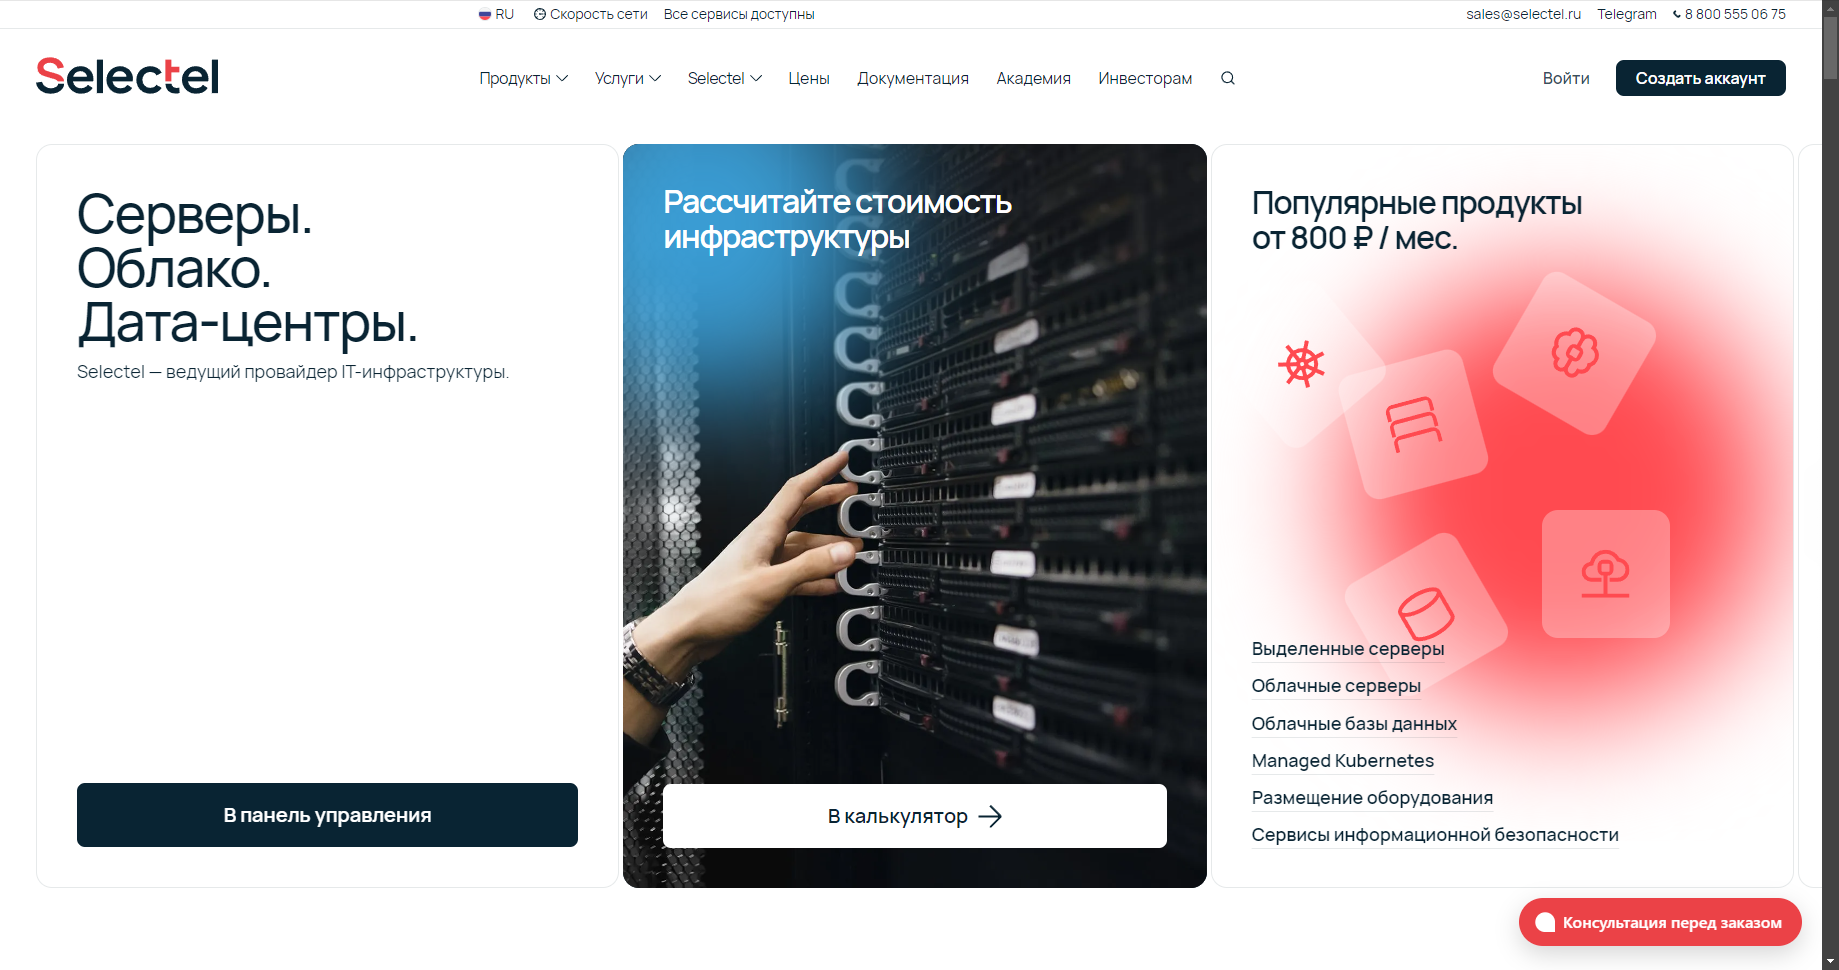 RU
Скорость сети
Все сервисы доступны
sales@selectel.ru
Telegram
8 800 555 06 75
Selectel
Продукты
Услуги
Selectel
Цены
Документация
Академия
Инвесторам
Войти
Создать аккаунт
Серверы.
Облако.
Дата-центры.
Selectel — ведущий провайдер IT-инфраструктуры.
В панель управления
Рассчитайте стоимость
инфраструктуры
В калькулятор
Популярные продукты
от 800 ₽ / мес.
Выделенные серверы
Облачные серверы
Облачные базы данных
Managed Kubernetes
Размещение оборудования
Сервисы информационной безопасности
Консультация перед заказом